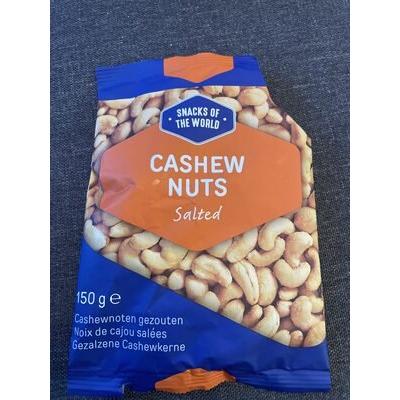 SNACKS OF
THE WORLD
CASHEW
NUTS
Salted
150 g e
Cashewnoten gezouten
Noix de cajou salées
Gezalzene Cashewkerne